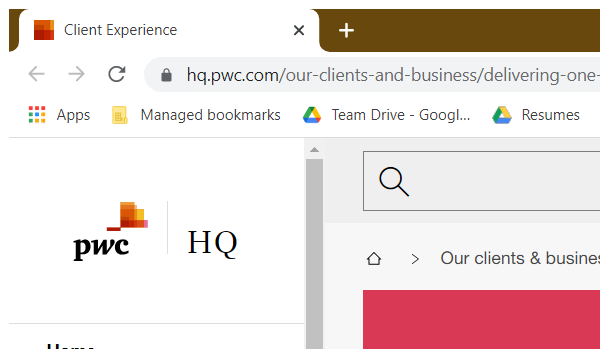 Client Experience
hq.pwc.com/our-clients-and-business/delivering-one-
Apps Managed bookmarks Team Drive - Googl... Resumes
pwc HQ
Our clients & busines
Home